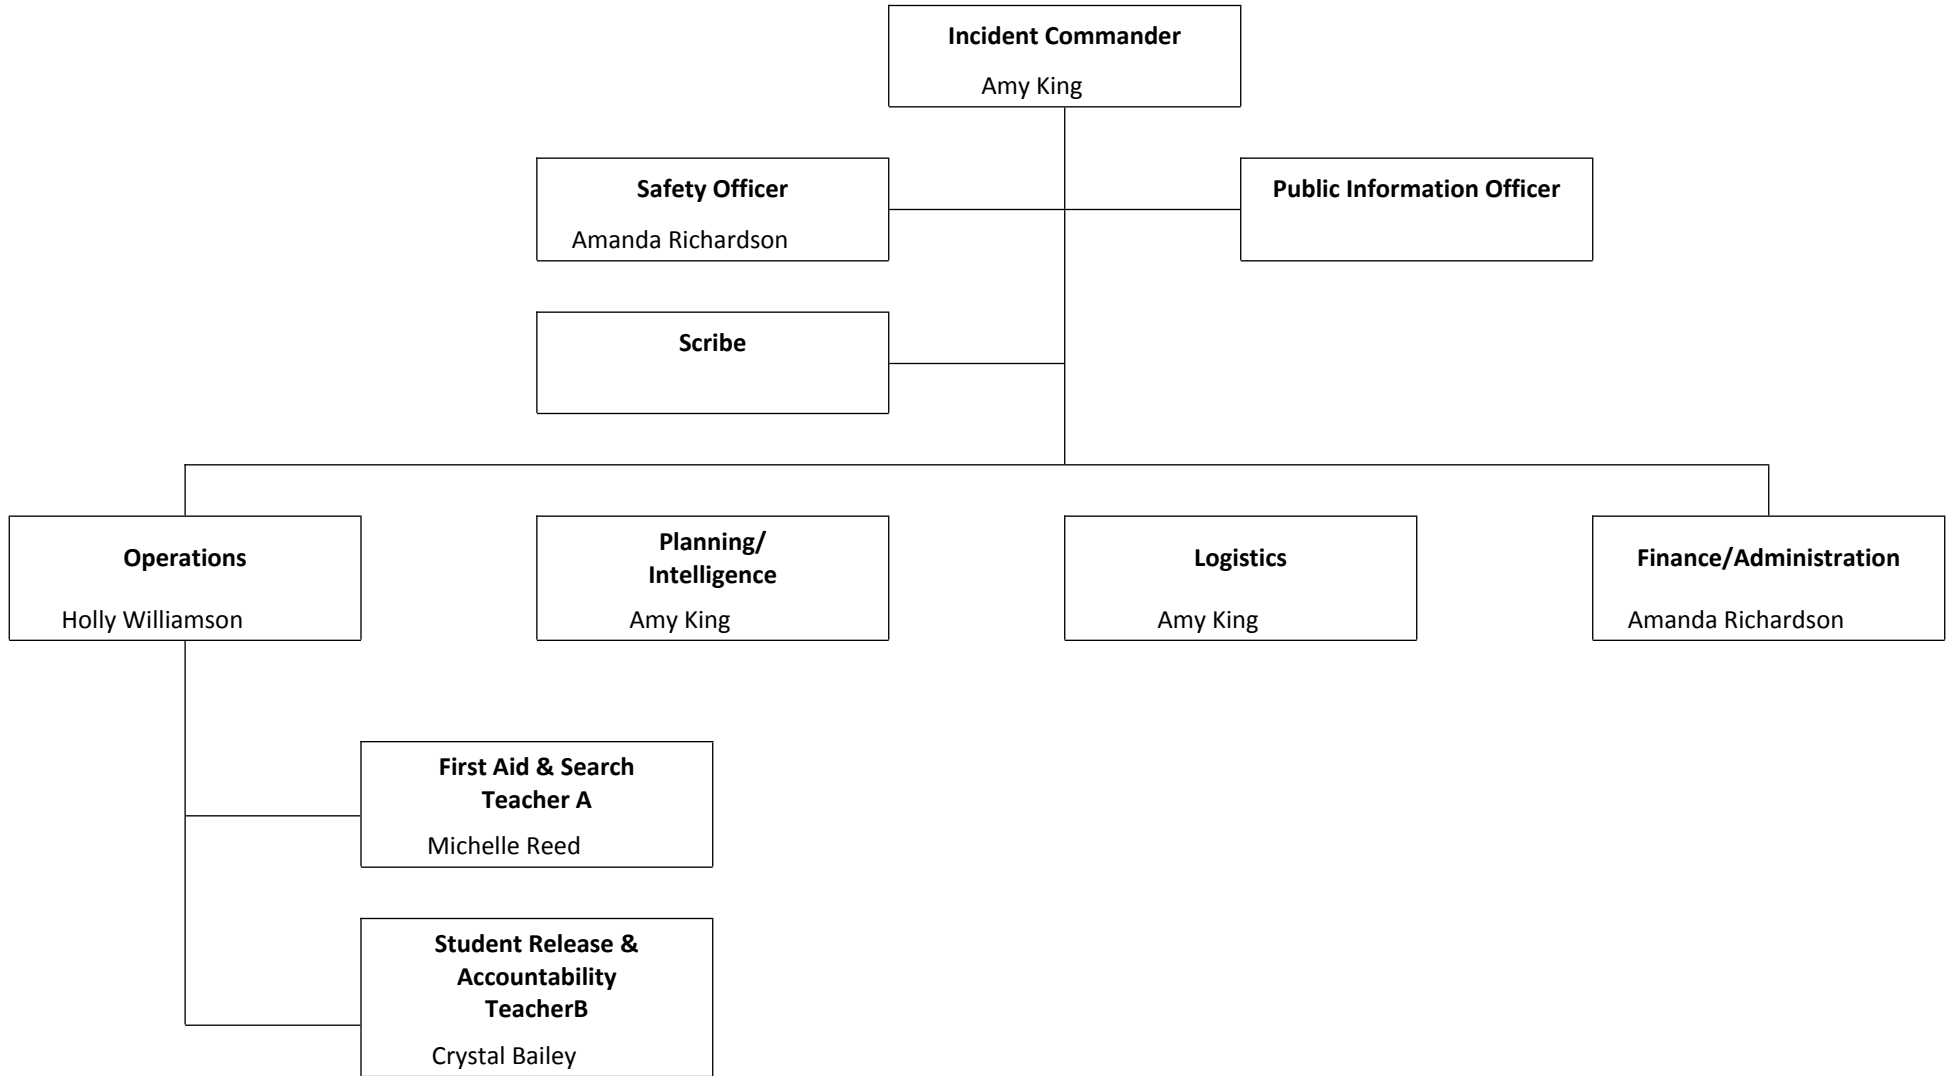 Incident Commander
Amy King
Safety Officer
Amanda Richardson
Public Information Officer
Scribe
Operations
Holly Williamson
Planning/
Intelligence
Amy King
Logistics
Amy King
Finance/Administration
Amanda Richardson
First Aid & Search
Teacher A
Michelle Reed
Student Release &
Accountability
TeacherB
Crystal Bailey